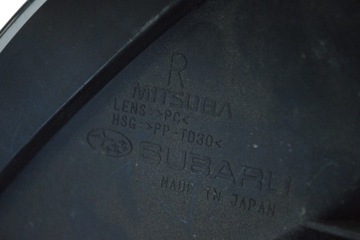 R
MITSUBA
LENS->PC<
HSG->PP-TD30<
SUBARU
MADE IN JAPAN